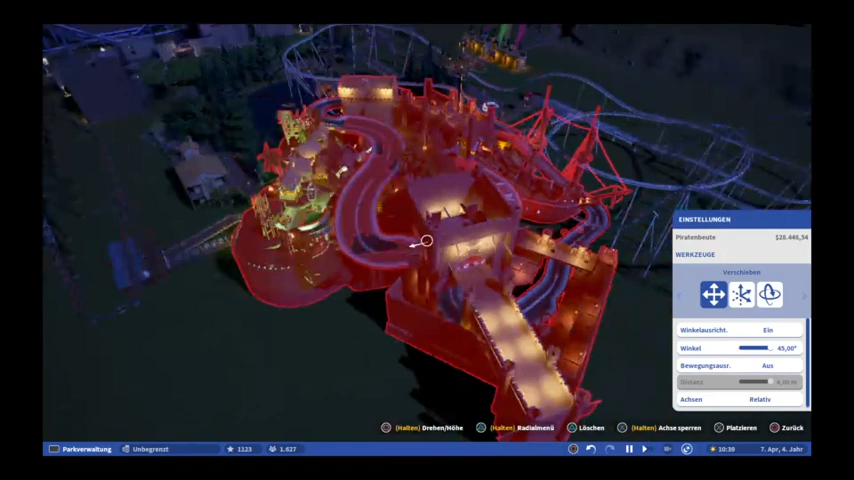 EINSTELLUNGEN
Piratenbeute $28.446,54
WERKZEUGE
Verschieben
Winkelausricht. Ein
Winkel 45,00°
Bewegungsausr. Aus
Distanz 4,00 m
Achsen Relativ
(Halten) Drehen/Höhe (Halten) Radialmenü Löschen (Halten) Achse sperren Platzieren Zurück
Parkverwaltung Unbegrenzt 1123 1.627 10:39 7. Apr, 4. Jahr